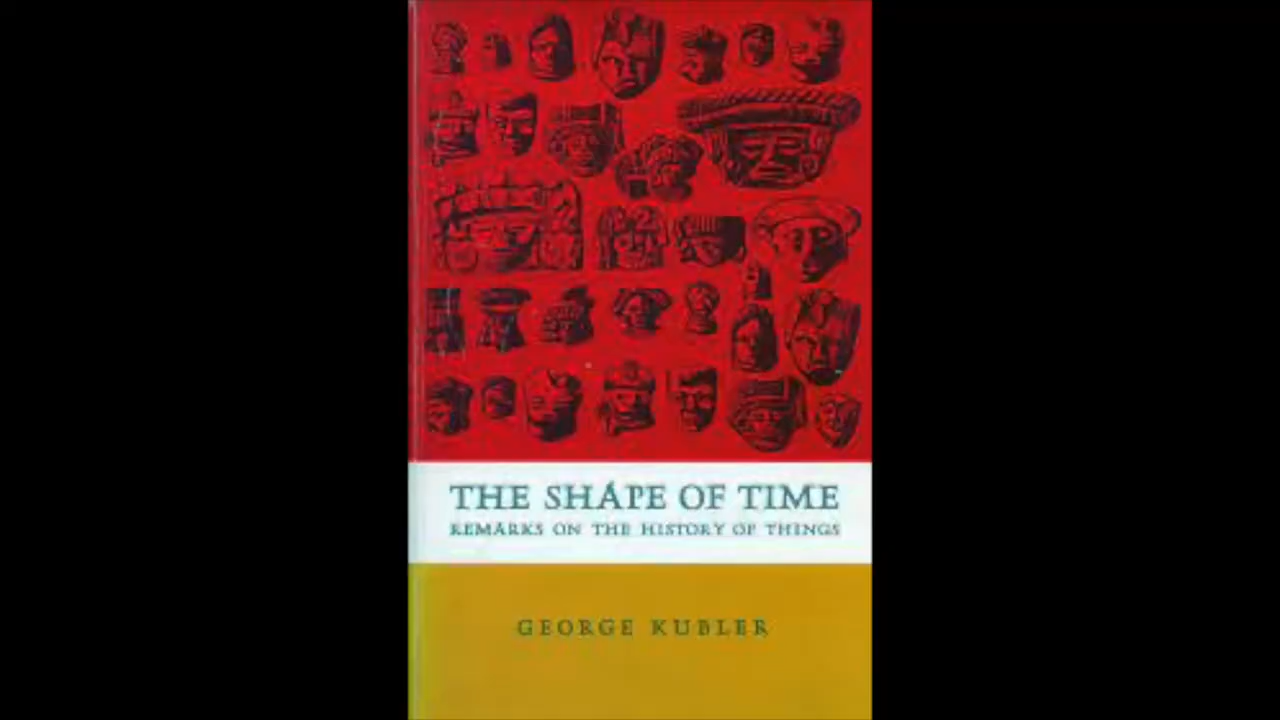 THE SHAPE OF TIME
REMARKS ON THE HISTORY OF THINGS
GEORGE KUBLER